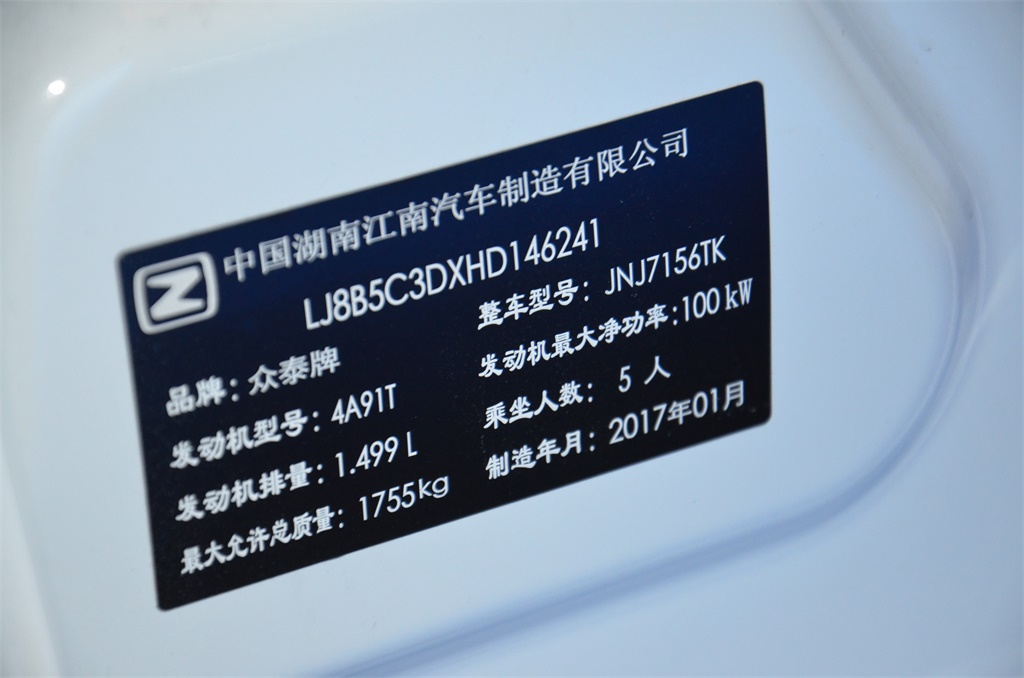 中国湖南江南汽车制造有限公司
LJ8B5C3DXHD146241
品牌：众泰牌
整车型号：JNJ7156TK
发动机型号：4A91T
发动机最大净功率：100 kW
发动机排量：1.499 L
乘坐人数：5 人
最大允许总质量：1755kg
制造年月：2017年01月